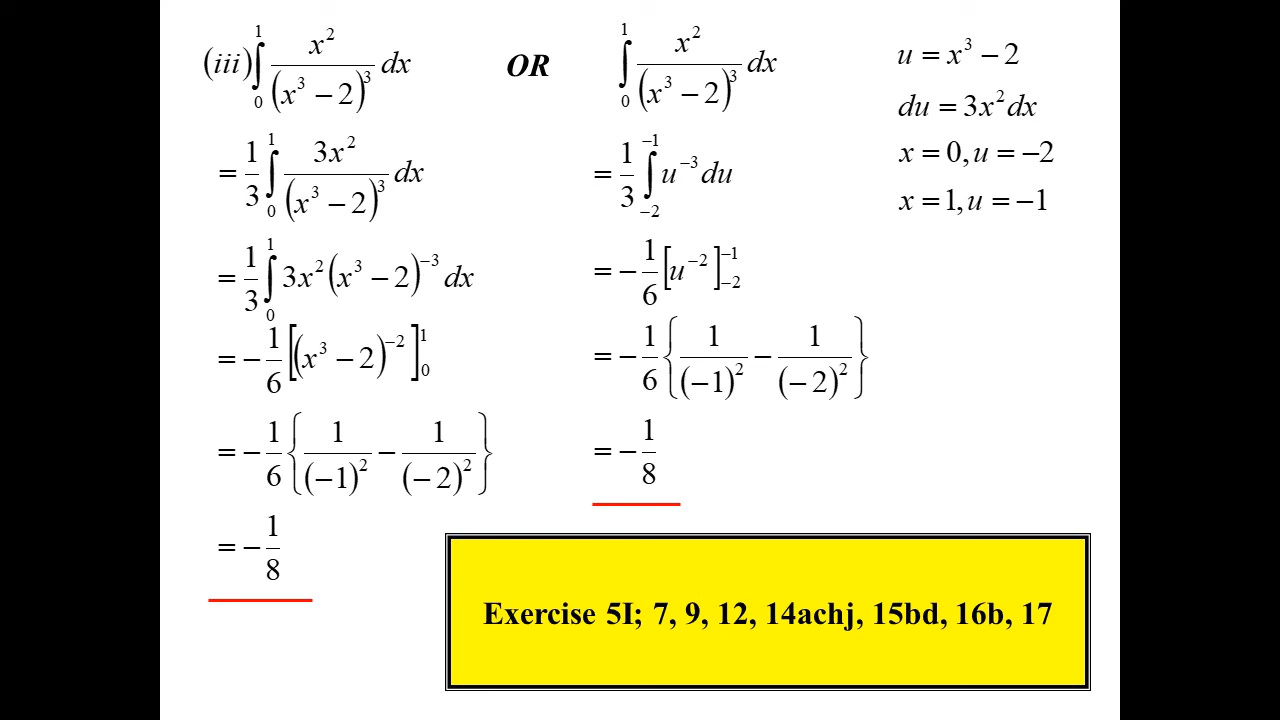 (iii) ∫₀¹ x²/(x³ − 2)³ dx
= 1/3 ∫₀¹ 3x²/(x³ − 2)³ dx
= 1/3 ∫₀¹ 3x²(x³ − 2)⁻³ dx
= −1/6 [(x³ − 2)⁻²]₀¹
= −1/6 {1/(−1)² − 1/(−2)²}
= −1/8
OR
∫₀¹ x²/(x³ − 2)³ dx
= 1/3 ∫₋₂⁻¹ u⁻³ du
= −1/6 [u⁻²]₋₂⁻¹
= −1/6 {1/(−1)² − 1/(−2)²}
= −1/8
u = x³ − 2
du = 3x²dx
x = 0, u = −2
x = 1, u = −1
Exercise 5I; 7, 9, 12, 14achj, 15bd, 16b, 17